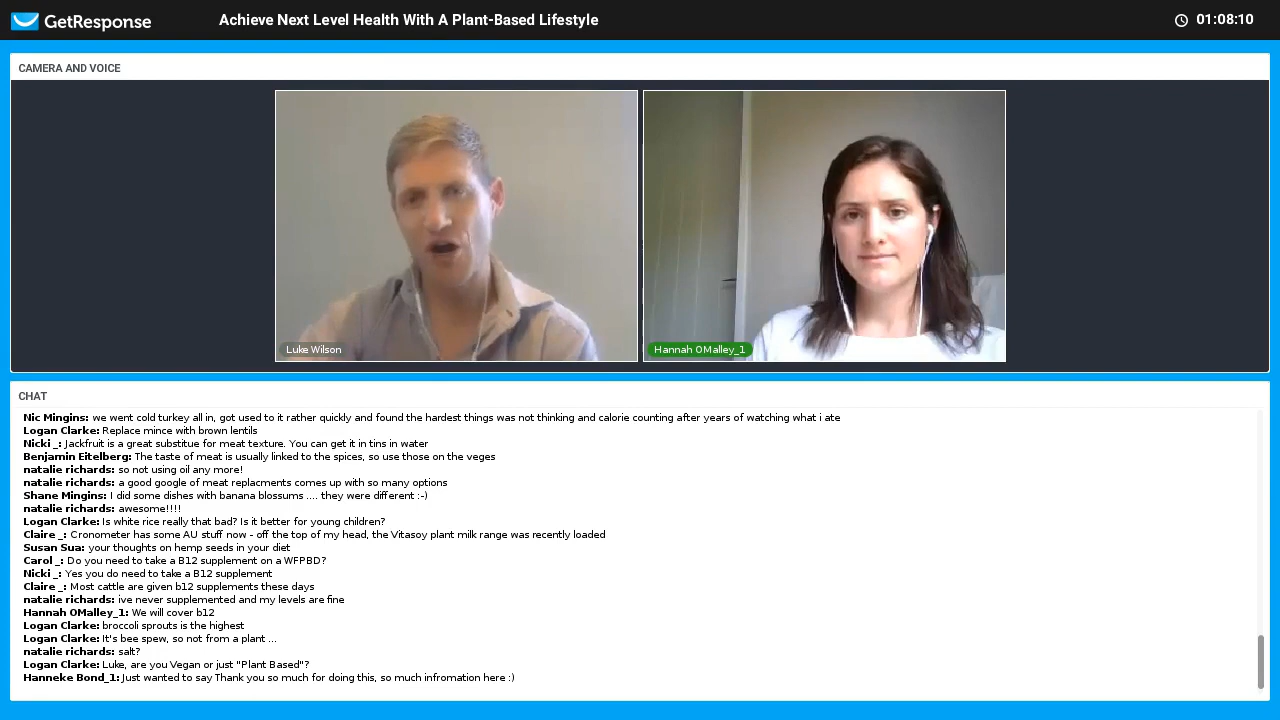 GetResponse
Achieve Next Level Health With A Plant-Based Lifestyle
01:08:10
CAMERA AND VOICE
Luke Wilson
Hannah OMalley_1
CHAT
Nic Mingins: we went cold turkey all in, got used to it rather quickly and found the hardest things was not thinking and calorie counting after years of watching what i ate
Logan Clarke: Replace mince with brown lentils
Nicki _: Jackfruit is a great substitue for meat texture. You can get it in tins in water
Benjamin Eitelberg: The taste of meat is usually linked to the spices, so use those on the veges
natalie richards: so not using oil any more!
natalie richards: a good google of meat replacments comes up with so many options
Shane Mingins: I did some dishes with banana blossums .... they were different :-)
natalie richards: awesome!!!!
Logan Clarke: Is white rice really that bad? Is it better for young children?
Claire _: Cronometer has some AU stuff now - off the top of my head, the Vitasoy plant milk range was recently loaded
Susan Sua: your thoughts on hemp seeds in your diet
Carol _: Do you need to take a B12 supplement on a WFPBD?
Nicki _: Yes you do need to take a B12 supplement
Claire _: Most cattle are given b12 supplements these days
natalie richards: ive never supplemented and my levels are fine
Hannah OMalley_1: We will cover b12
Logan Clarke: broccoli sprouts is the highest
Logan Clarke: It's bee spew, so not from a plant ...
natalie richards: salt?
Logan Clarke: Luke, are you Vegan or just "Plant Based"?
Hanneke Bond_1: Just wanted to say Thank you so much for doing this, so much infromation here :)